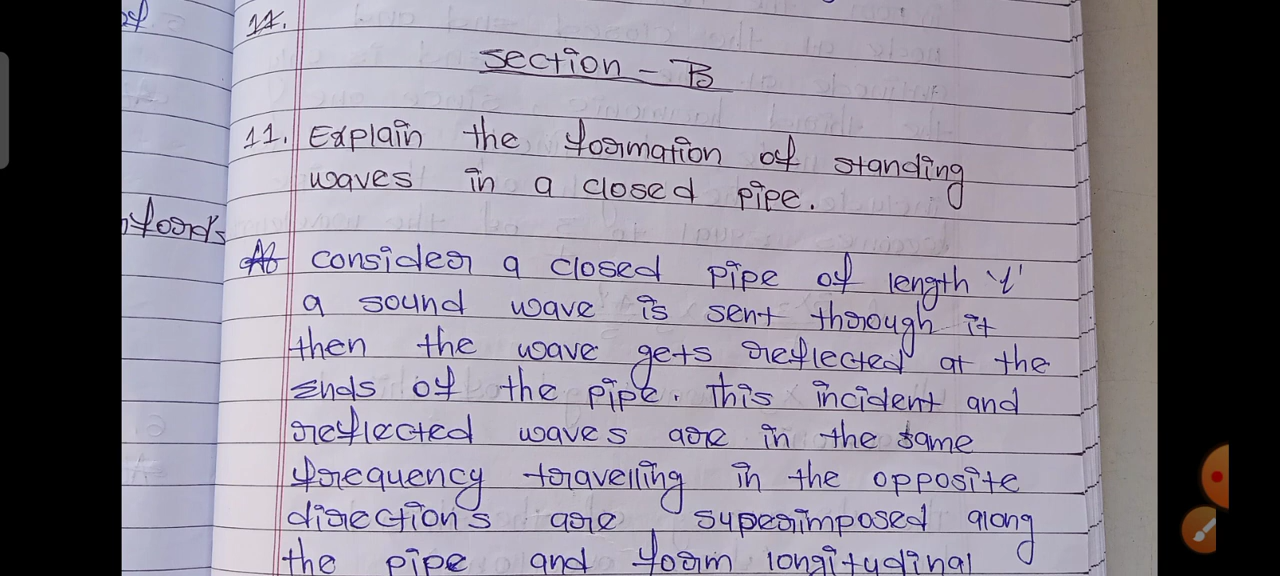 of
11.
Section - B
11. Explain the formation of standing
waves in a closed pipe.
consider a closed pipe of length 'l'
a sound wave is sent through it
then the wave gets reflected at the
Ends of the pipe. This incident and
reflected waves are in the same
frequency travelling in the opposite
directions are superimposed along
the pipe and form longitudinal